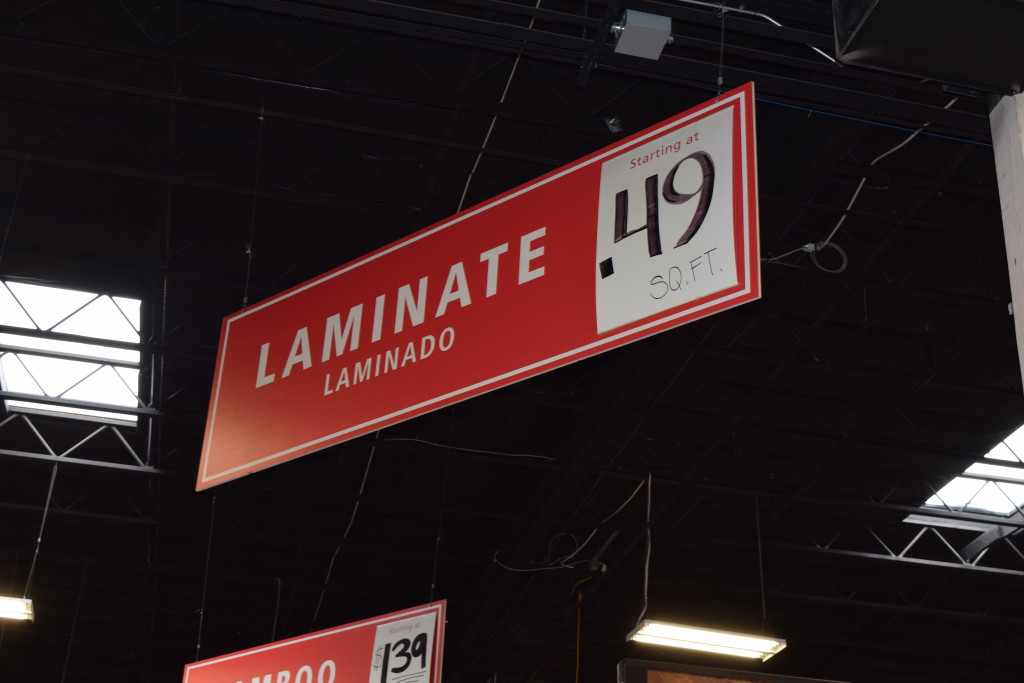 LAMINATE
LAMINADO
Starting at
.49
SQ.FT.
Starting at
$139